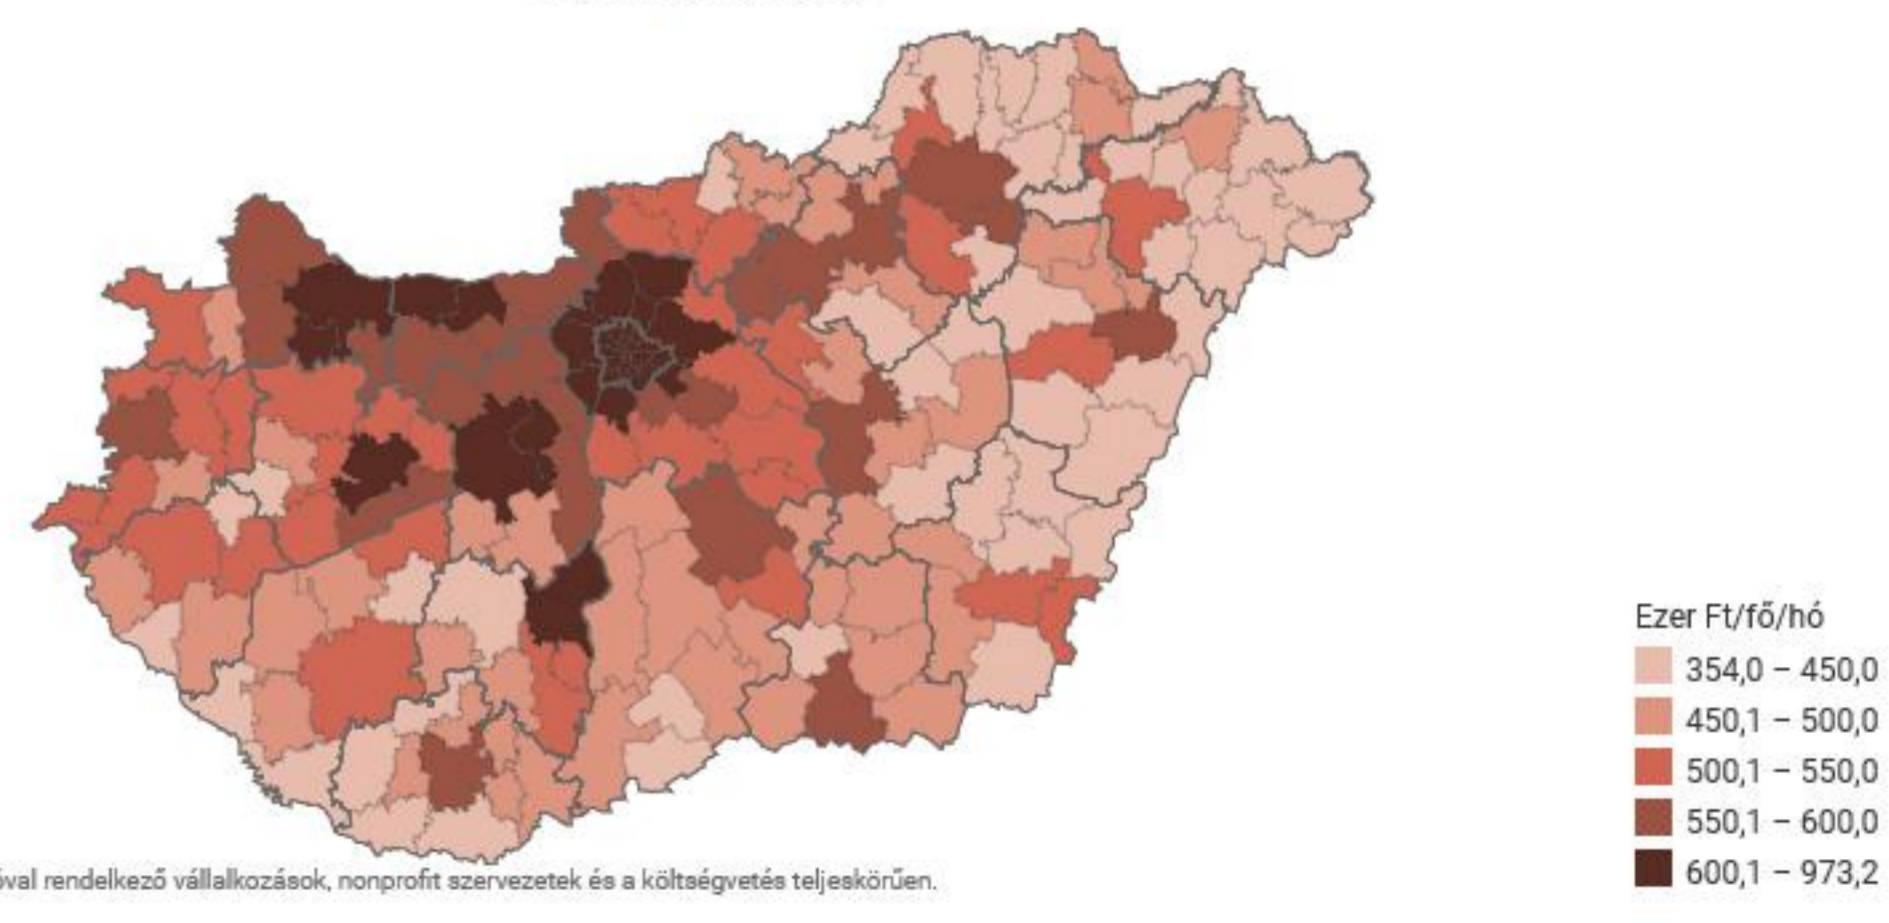 Ezer Ft/fő/hó
354,0 – 450,0
450,1 – 500,0
500,1 – 550,0
550,1 – 600,0
600,1 – 973,2
rendelkező vállalkozások, nonprofit szervezetek és a költségvetés teljeskörűen.